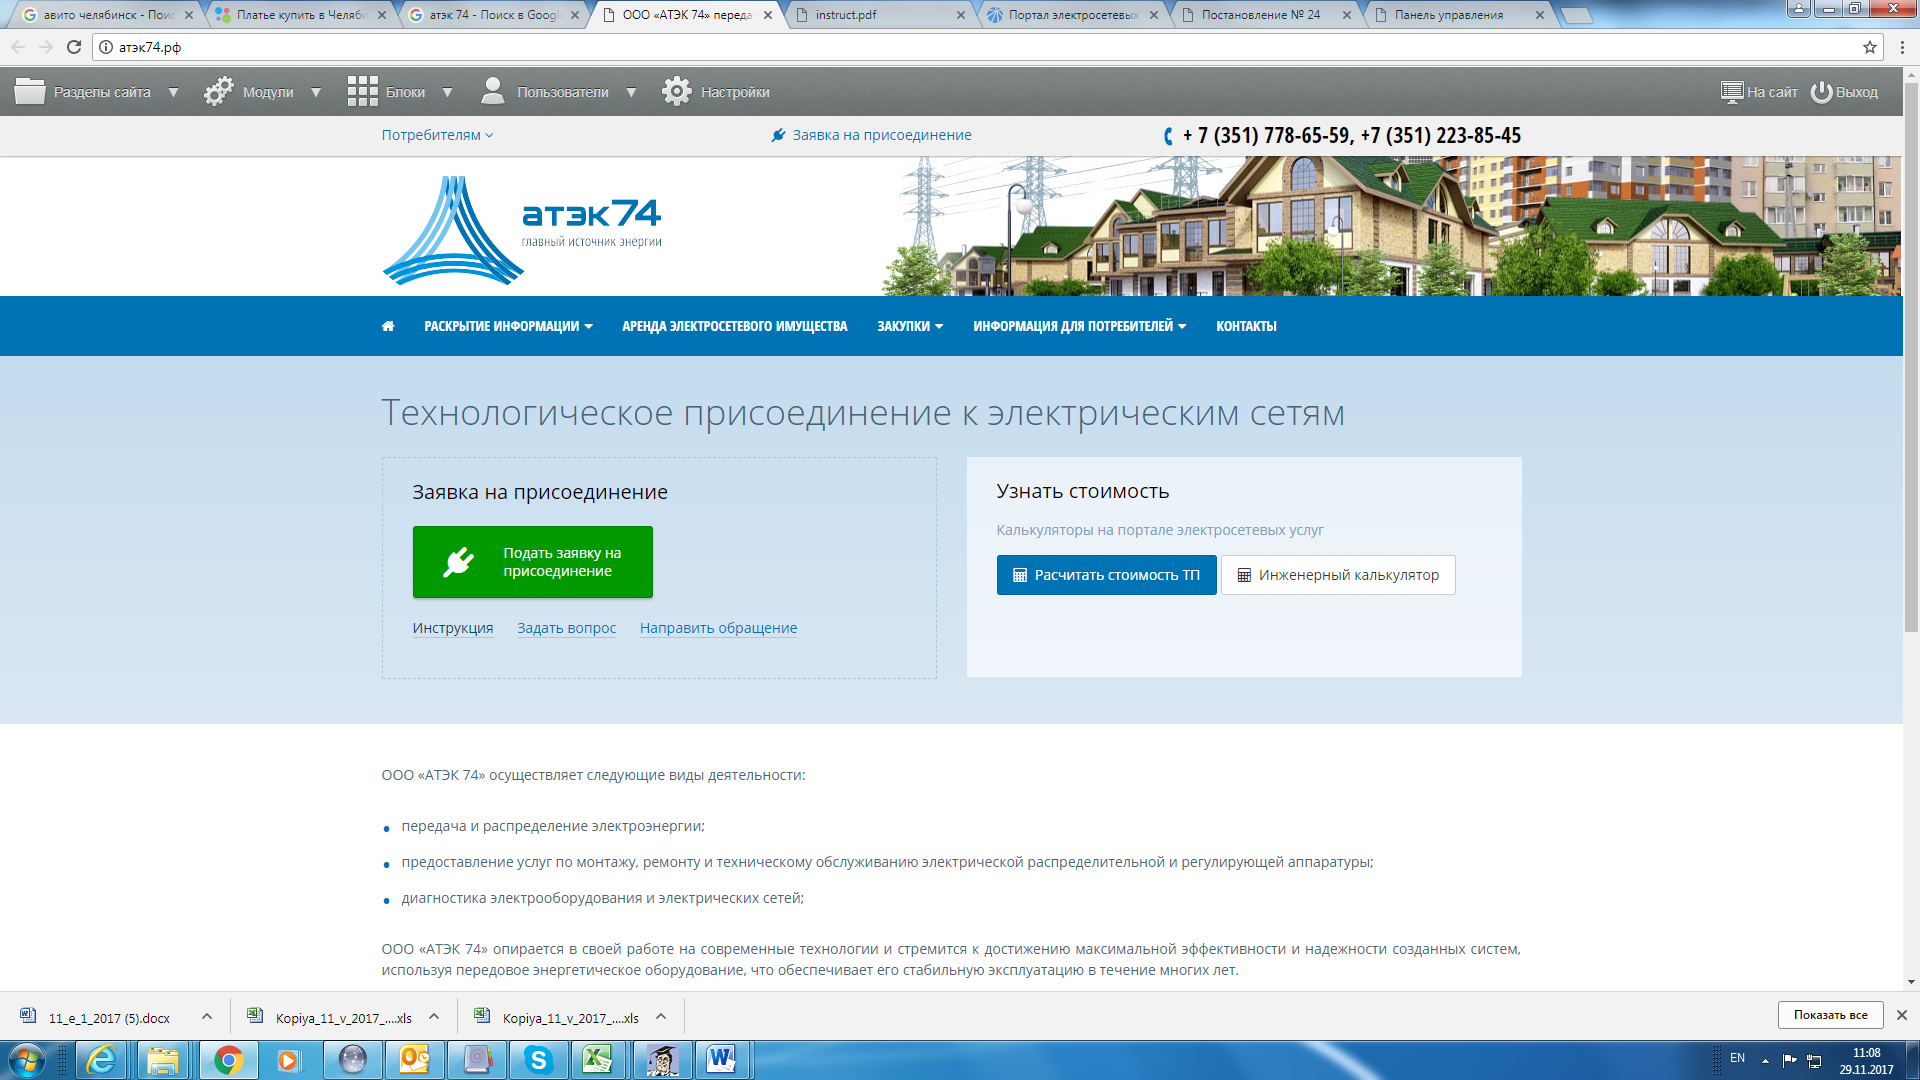 авито челябинск - Поис
Платье купить в Челяби
атэк 74 - Поиск в Googl
ООО «АТЭК 74» переда
instruct.pdf
Портал электросетевых
Постановление № 24
Панель управления
атэк74.рф
Разделы сайта
Модули
Блоки
Пользователи
Настройки
На сайт
Выход
Потребителям
Заявка на присоединение
+ 7 (351) 778-65-59, +7 (351) 223-85-45
атэк74
главный источник энергии
РАСКРЫТИЕ ИНФОРМАЦИИ
АРЕНДА ЭЛЕКТРОСЕТЕВОГО ИМУЩЕСТВА
ЗАКУПКИ
ИНФОРМАЦИЯ ДЛЯ ПОТРЕБИТЕЛЕЙ
КОНТАКТЫ
Технологическое присоединение к электрическим сетям
Заявка на присоединение
Подать заявку на
присоединение
Инструкция
Задать вопрос
Направить обращение
Узнать стоимость
Калькуляторы на портале электросетевых услуг
Расчитать стоимость ТП
Инженерный калькулятор
ООО «АТЭК 74» осуществляет следующие виды деятельности:
передача и распределение электроэнергии;
предоставление услуг по монтажу, ремонту и техническому обслуживанию электрической распределительной и регулирующей аппаратуры;
диагностика электрооборудования и электрических сетей;
ООО «АТЭК 74» опирается в своей работе на современные технологии и стремится к достижению максимальной эффективности и надежности созданных систем,
используя передовое энергетическое оборудование, что обеспечивает его стабильную эксплуатацию в течение многих лет.
11_e_1_2017 (5).docx
Kopiya_11_v_2017_....xls
Kopiya_11_v_2017_....xls
Показать все
EN
11:08
29.11.2017